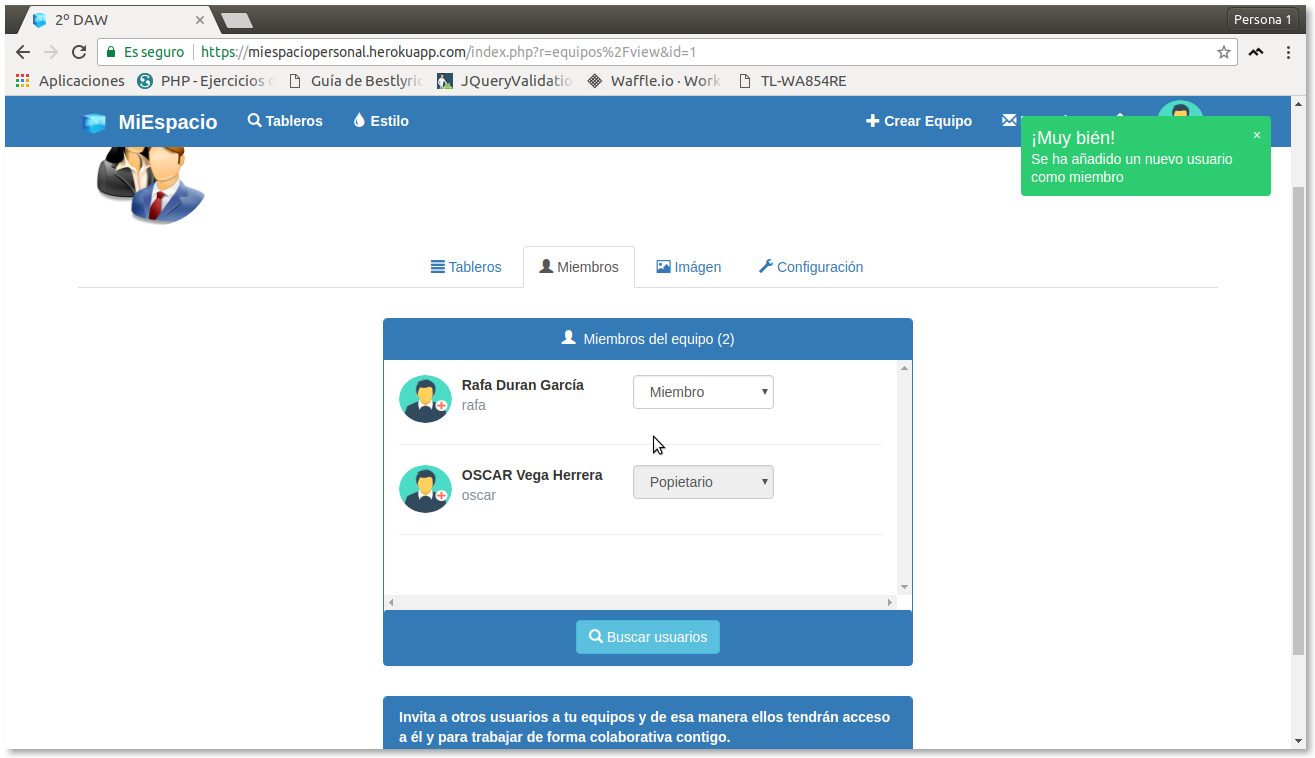 2º DAW
Persona 1
Es seguro https://miespaciopersonal.herokuapp.com/index.php?r=equipos%2Fview&id=1
Aplicaciones PHP - Ejercicios Guía de Bestlyric JQueryValidatio Waffle.io · Work TL-WA854RE
MiEspacio Tableros Estilo Crear Equipo
¡Muy bién! ×
Se ha añadido un nuevo usuario
como miembro
Tableros Miembros Imágen Configuración
Miembros del equipo (2)
Rafa Duran García Miembro
rafa
OSCAR Vega Herrera Popietario
oscar
Buscar usuarios
Invita a otros usuarios a tu equipos y de esa manera ellos tendrán acceso
a él y para trabajar de forma colaborativa contigo.